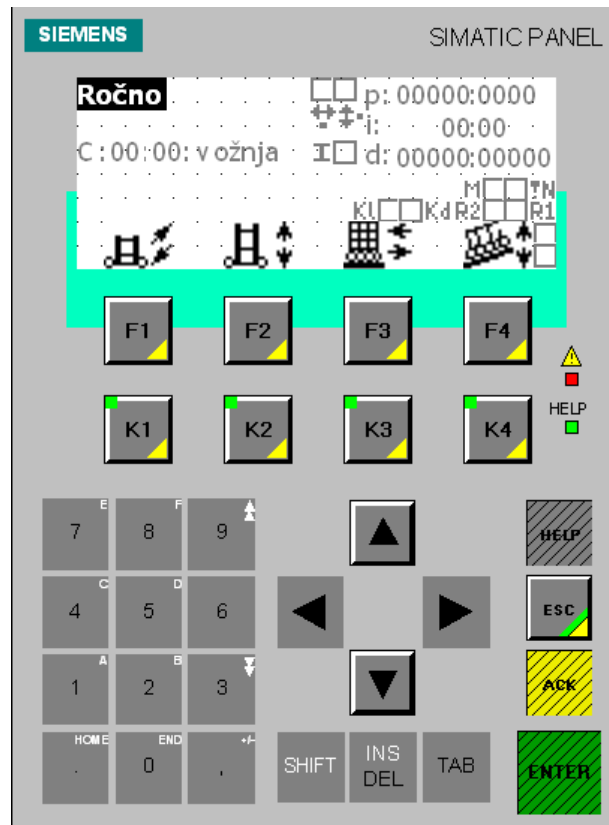 SIEMENS SIMATIC PANEL
Ročno p: 00000:0000
i: 00:00
C:00:00: vožnja I d: 00000:00000
M TN
Kl Kd R2 R1
F1 F2 F3 F4
K1 K2 K3 K4 HELP
E F
7 8 9 HELP
C D
4 5 6 ESC
A B
1 2 3 ACK
HOME END +/-
. 0 , SHIFT INS DEL TAB ENTER